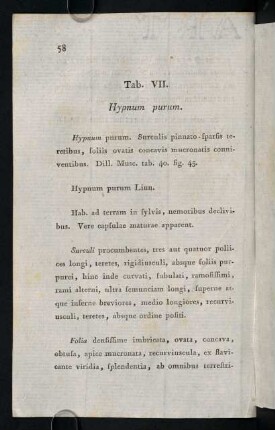 58
Tab. VII.
Hypnum purum.
Hypnum purum. Surculis pinnato-sparsis te-
retibus, foliis ovatis concavis mucronatis conni-
ventibus. Dill. Musc. tab. 40. fig. 45.
Hypnum purum Linn.
Hab. ad terram in sylvis, nemoribus declivi-
bus. Vere capsulae maturae apparent.
Surculi procumbentes, tres aut quatuor polli-
ces longi, teretes, rigidiusculi, absque foliis pur-
purei, hinc inde curvati, subulati, ramosissimi,
rami alterni, ultra semunciam longi, superne at-
que inferne breviores, medio longiores, recurvi-
usculi, teretes, absque ordine positi.
Folia densissime imbricata, ovata, concava,
obtusa, apice mucronata, recurviuscula, ex flavi-
cante viridia, splendentia, ab omnibus terrestri-